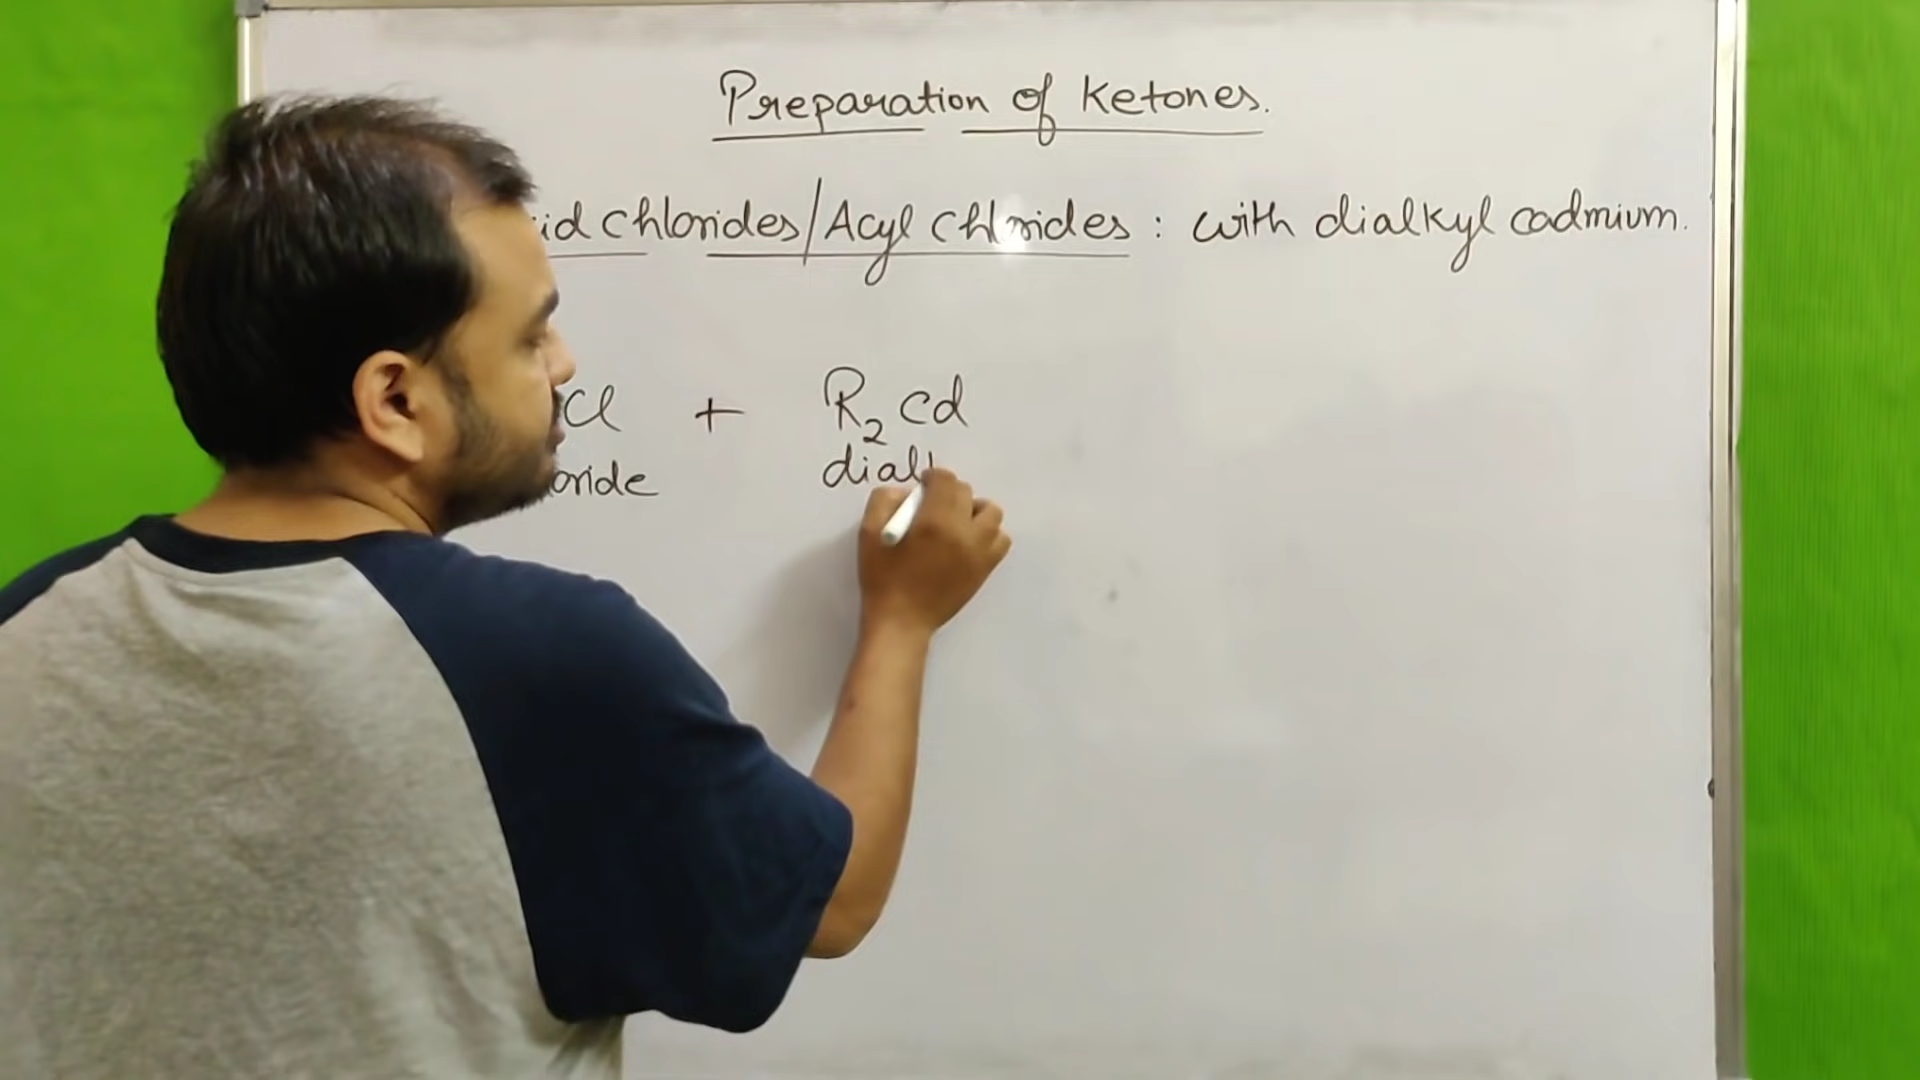 Preparation of ketones.
id chlorides/Acyl chlorides : with dialkyl cadmium.
Cl + R₂Cd
oride dial